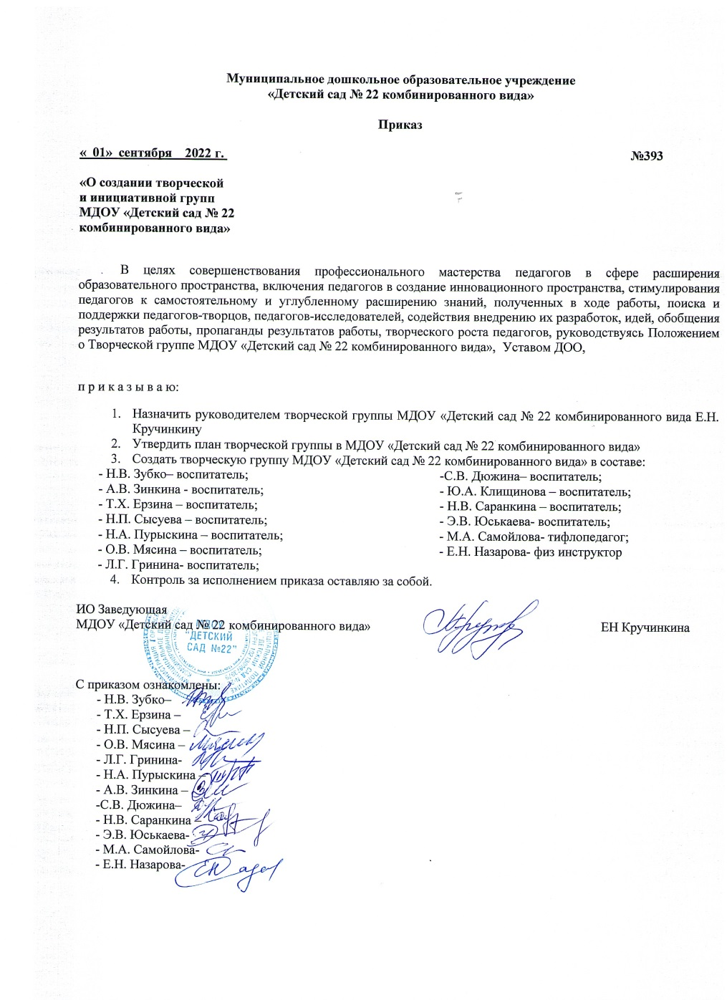 Муниципальное дошкольное образовательное учреждение
«Детский сад № 22 комбинированного вида»
Приказ
« 01» сентября 2022 г.
№393
«О создании творческой
и инициативной групп
МДОУ «Детский сад № 22
комбинированного вида»
В целях совершенствования профессионального мастерства педагогов в сфере расширения
образовательного пространства, включения педагогов в создание инновационного пространства, стимулирования
педагогов к самостоятельному и углубленному расширению знаний, полученных в ходе работы, поиска и
поддержки педагогов-творцов, педагогов-исследователей, содействия внедрению их разработок, идей, обобщения
результатов работы, пропаганды результатов работы, творческого роста педагогов, руководствуясь Положением
о Творческой группе МДОУ «Детский сад № 22 комбинированного вида», Уставом ДОО,
п р и к а з ы в а ю:
1. Назначить руководителем творческой группы МДОУ «Детский сад № 22 комбинированного вида Е.Н.
Кручинкину
2. Утвердить план творческой группы в МДОУ «Детский сад № 22 комбинированного вида»
3. Создать творческую группу МДОУ «Детский сад № 22 комбинированного вида» в составе:
- Н.В. Зубко– воспитатель;
- А.В. Зинкина - воспитатель;
- Т.Х. Ерзина – воспитатель;
- Н.П. Сысуева – воспитатель;
- Н.А. Пурыскина – воспитатель;
- О.В. Мясина – воспитатель;
- Л.Г. Гринина- воспитатель;
-С.В. Дюжина– воспитатель;
- Ю.А. Клищинова – воспитатель;
- Н.В. Саранкина – воспитатель;
- Э.В. Юськаева- воспитатель;
- М.А. Самойлова- тифлопедагог;
- Е.Н. Назарова- физ инструктор
4. Контроль за исполнением приказа оставляю за собой.
ИО Заведующая
МДОУ «Детский сад № 22 комбинированного вида»
ЕН Кручинкина
"ДЕТСКИЙ
САД №22"
С приказом ознакомлены:
- Н.В. Зубко–
- Т.Х. Ерзина –
- Н.П. Сысуева –
- О.В. Мясина –
- Л.Г. Гринина-
- Н.А. Пурыскина –
- А.В. Зинкина –
-С.В. Дюжина–
- Н.В. Саранкина –
- Э.В. Юськаева-
- М.А. Самойлова-
- Е.Н. Назарова-